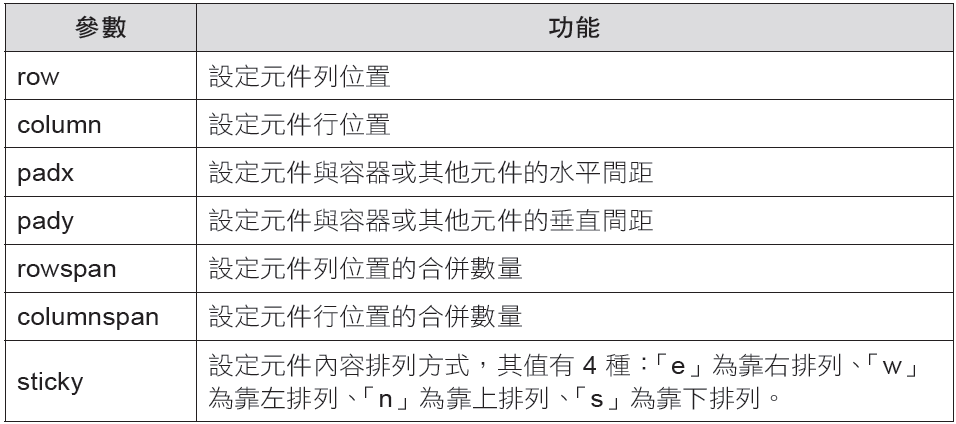 參數 功能
row 設定元件列位置
column 設定元件行位置
padx 設定元件與容器或其他元件的水平間距
pady 設定元件與容器或其他元件的垂直間距
rowspan 設定元件列位置的合併數量
columnspan 設定元件行位置的合併數量
sticky 設定元件內容排列方式，其值有 4 種：「e」為靠右排列、「w」
為靠左排列、「n」為靠上排列、「s」為靠下排列。